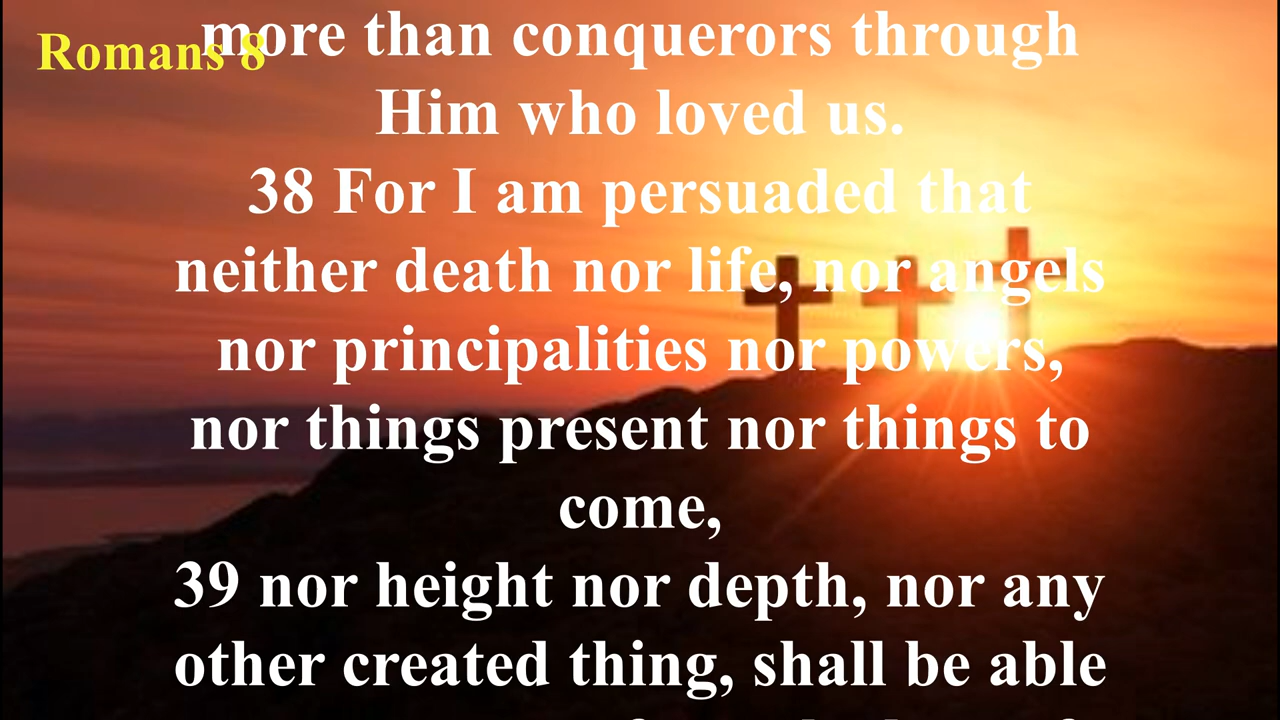 Romans 8
more than conquerors through
Him who loved us.
38 For I am persuaded that
neither death nor life, nor angels
nor principalities nor powers,
nor things present nor things to
come,
39 nor height nor depth, nor any
other created thing, shall be able